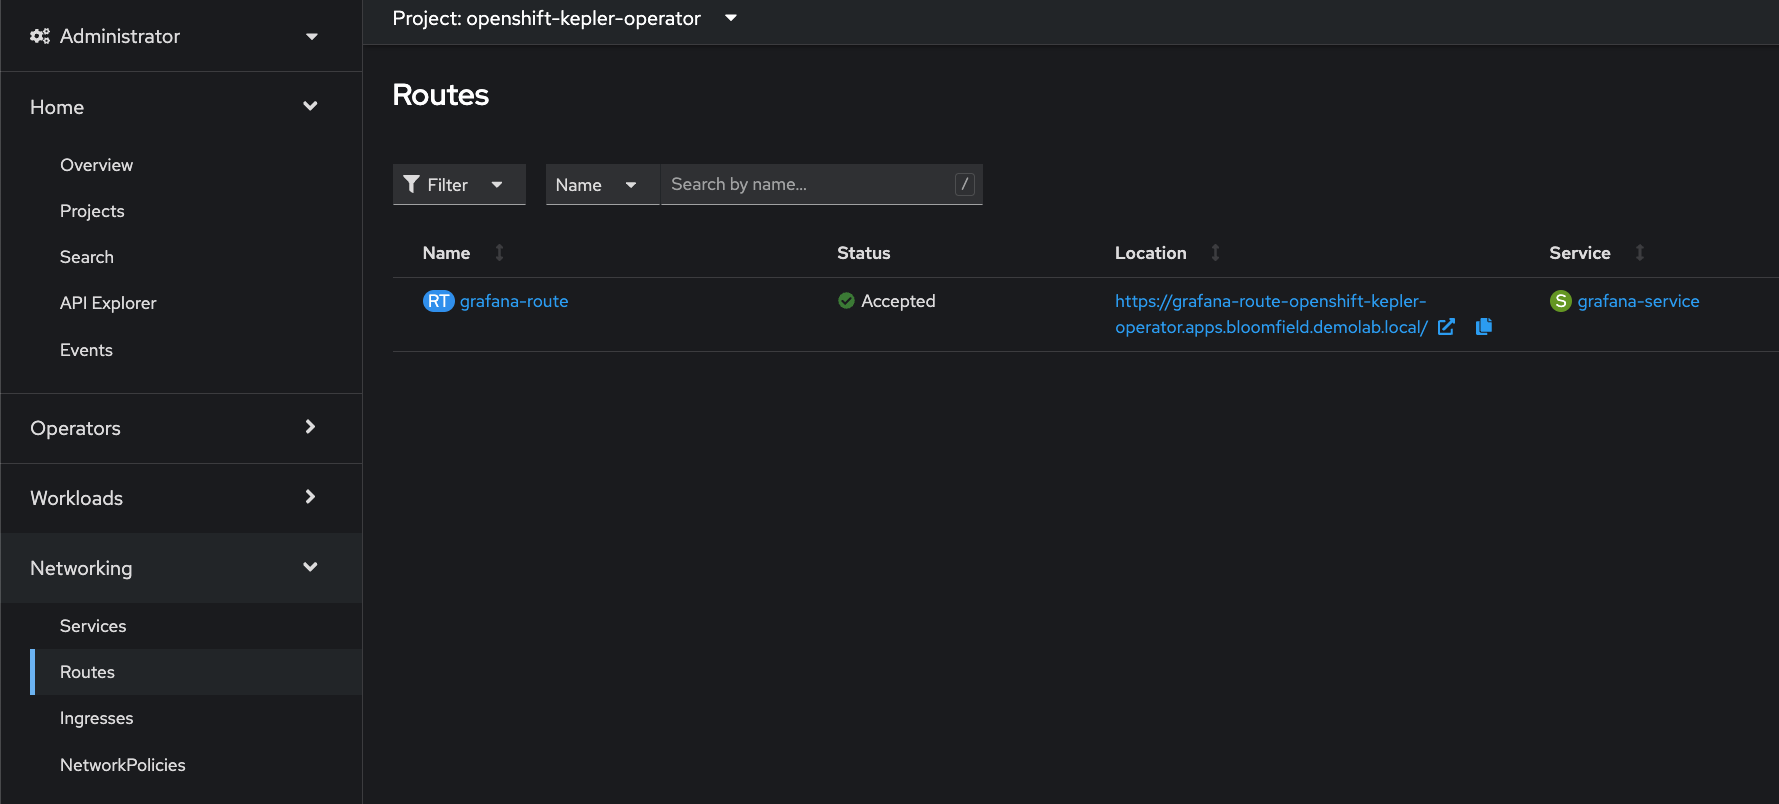 Administrator
Project: openshift-kepler-operator
Home
Overview
Projects
Search
API Explorer
Events
Operators
Workloads
Networking
Services
Routes
Ingresses
NetworkPolicies
Routes
Filter Name Search by name... /
Name Status Location Service
RT grafana-route Accepted https://grafana-route-openshift-kepler- S grafana-service
operator.apps.bloomfield.demolab.local/